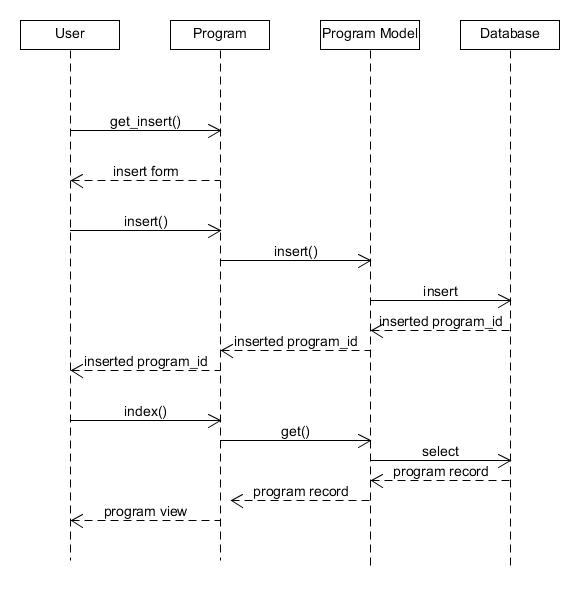 User
Program
Program Model
Database
get_insert()
insert form
insert()
insert()
insert
inserted program_id
inserted program_id
inserted program_id
index()
get()
select
program record
program record
program view